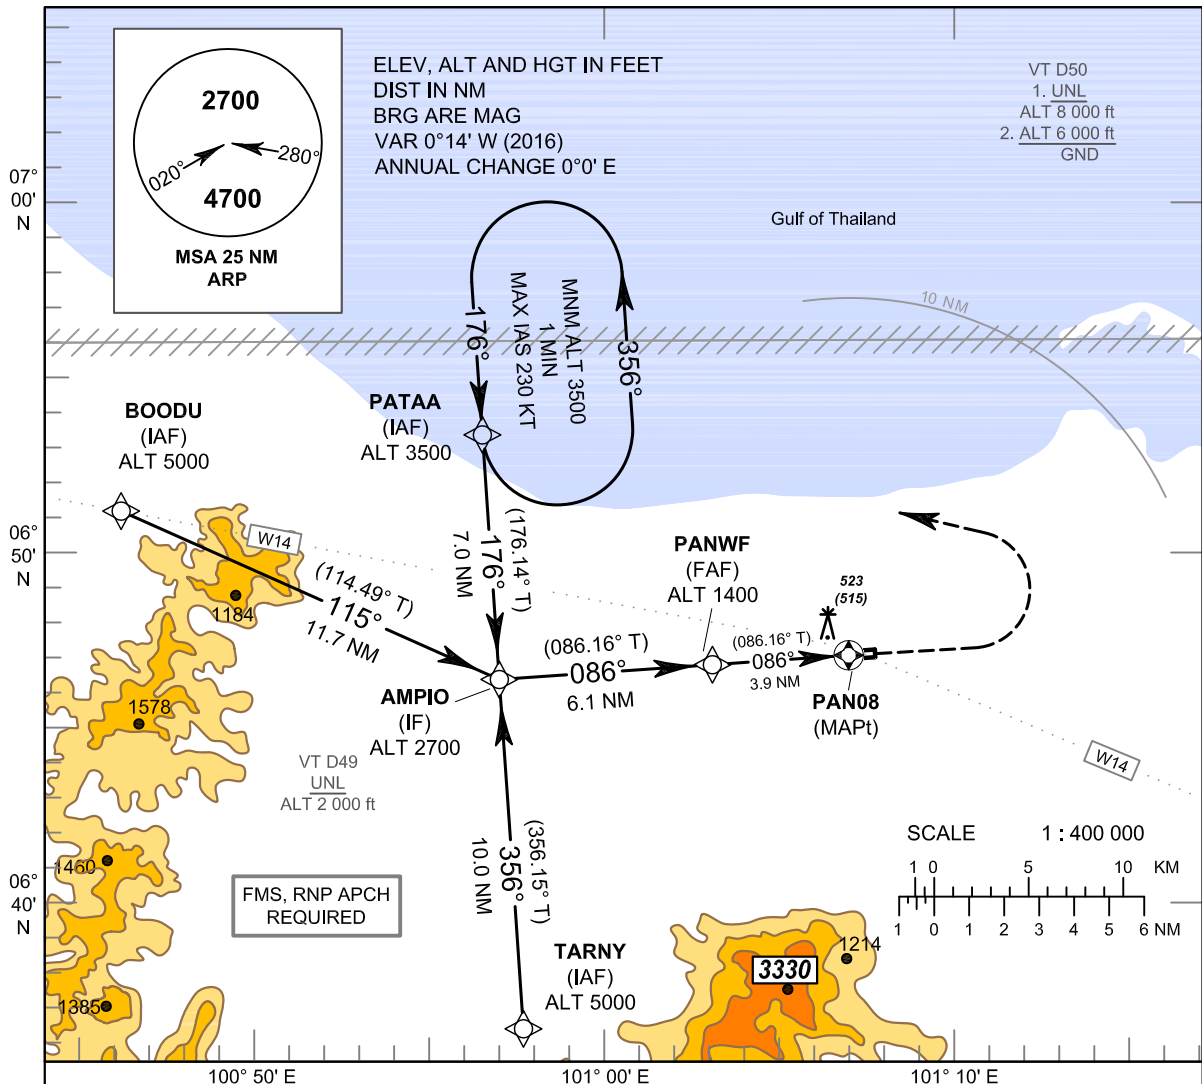 2700
020°
280°
4700
MSA 25 NM
ARP
ELEV, ALT AND HGT IN FEET
DIST IN NM
BRG ARE MAG
VAR 0°14' W (2016)
ANNUAL CHANGE 0°0' E
VT D50
1. UNL
ALT 8 000 ft
2. ALT 6 000 ft
GND
07°
00'
N
Gulf of Thailand
10 NM
176°
MAX IAS 230 KT
1 MIN
MNM ALT 3500
356°
PATAA
(IAF)
ALT 3500
BOODU
(IAF)
ALT 5000
06°
50'
N
W14
(114.49° T)
115°
11.7 NM
1184
7.0 NM
176°
(176.14° T)
PANWF
(FAF)
ALT 1400
523
(515)
(086.16° T)
086°
6.1 NM
(086.16° T)
086°
3.9 NM
AMPIO
(IF)
ALT 2700
PAN08
(MAPt)
W14
1578
VT D49
UNL
ALT 2 000 ft
10.0 NM
356°
(356.15° T)
SCALE 1 : 400 000
1 0 5 10 KM
1 0 1 2 3 4 5 6 NM
1460
06°
40'
N
FMS, RNP APCH
REQUIRED
TARNY
(IAF)
ALT 5000
1214
3330
1385
100° 50' E
101° 00' E
101° 10' E